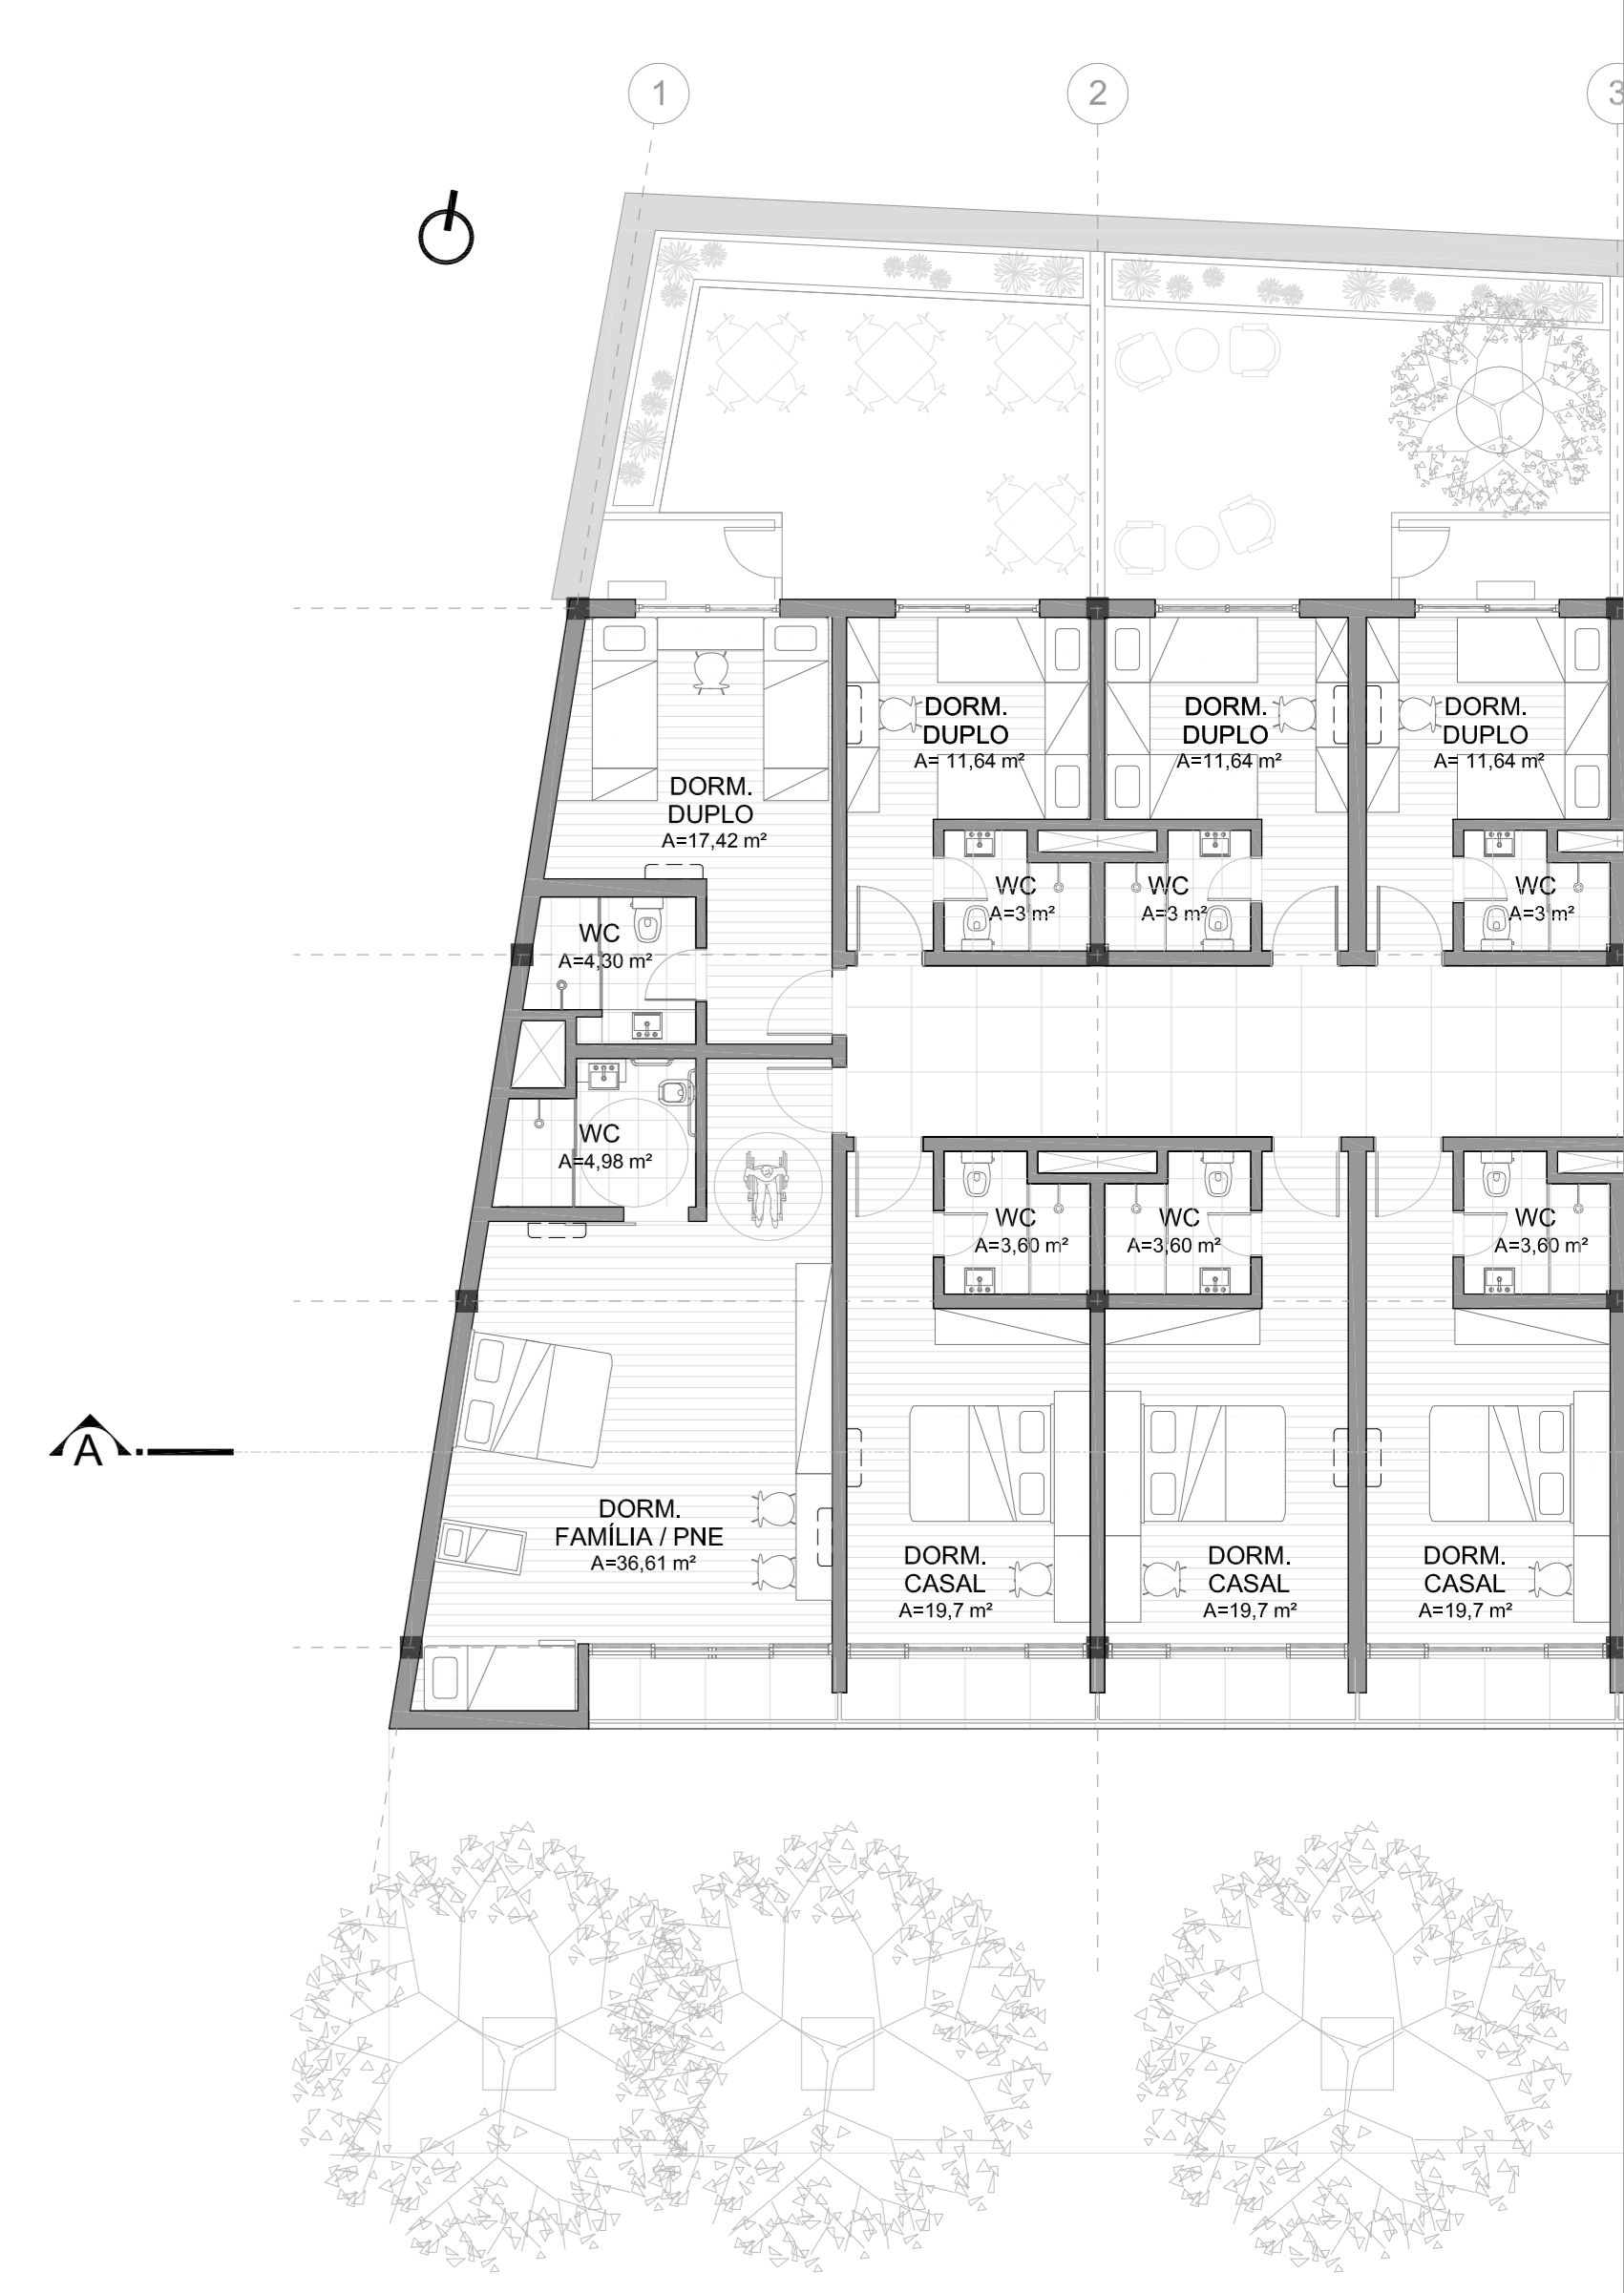 1
2
3
DORM.
DUPLO
A= 11,64 m²
DORM.
DUPLO
A=11,64 m²
DORM.
DUPLO
A= 11,64 m²
DORM.
DUPLO
A=17,42 m²
WC
A=3 m²
WC
A=3 m²
WC
A=3 m²
WC
A=4,30 m²
WC
A=4,98 m²
WC
A=3,60 m²
WC
A=3,60 m²
WC
A=3,60 m²
A
DORM.
FAMÍLIA / PNE
A=36,61 m²
DORM.
CASAL
A=19,7 m²
DORM.
CASAL
A=19,7 m²
DORM.
CASAL
A=19,7 m²